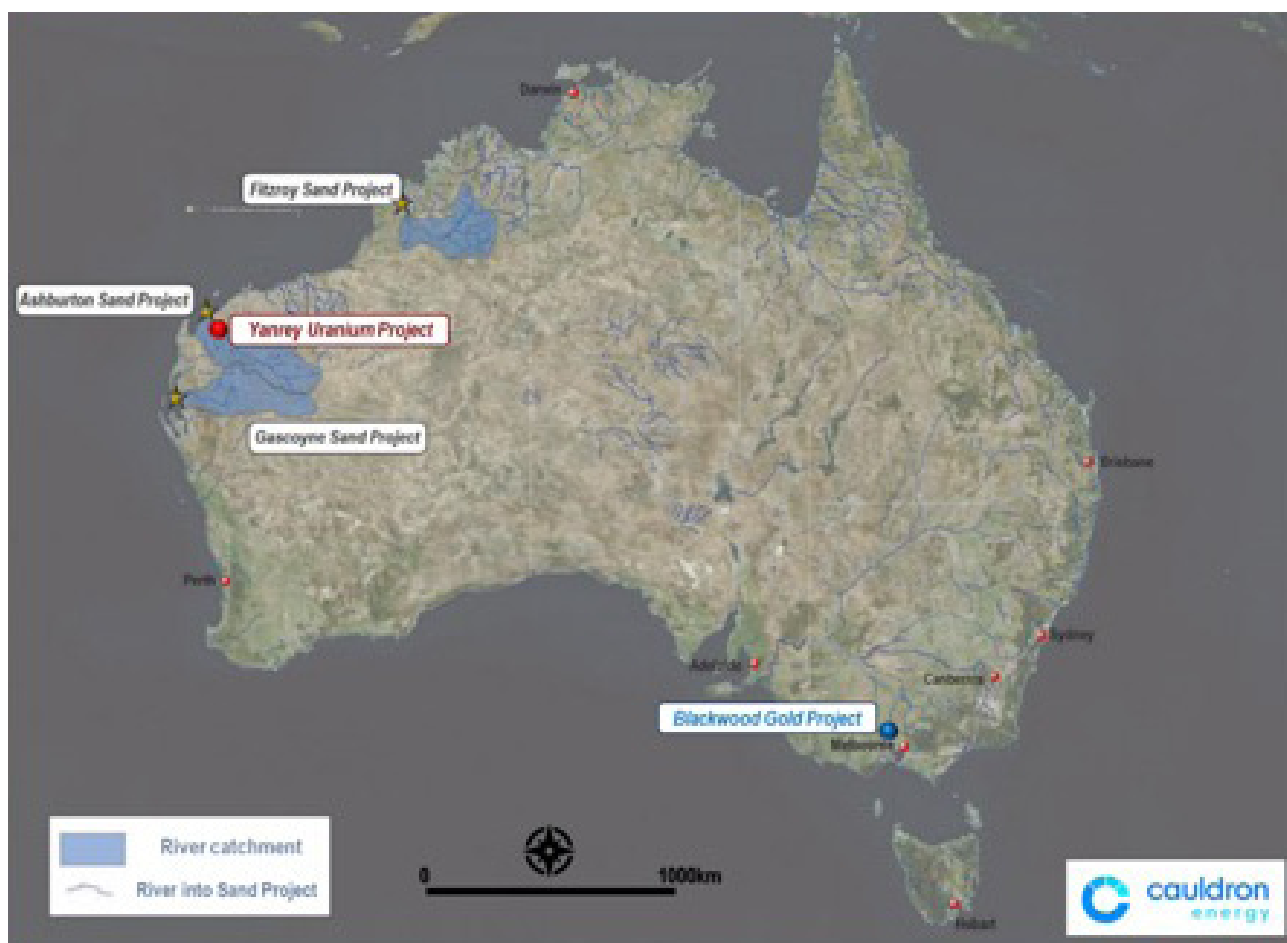 Darwin
Fitzroy Sand Project
Ashburton Sand Project
Yanrey Uranium Project
Gascoyne Sand Project
Brisbane
Perth
Sydney
Adelaide
Canberra
Blackwood Gold Project
Melbourne
River catchment
River into Sand Project
0 1000km
cauldron
energy
Hobart